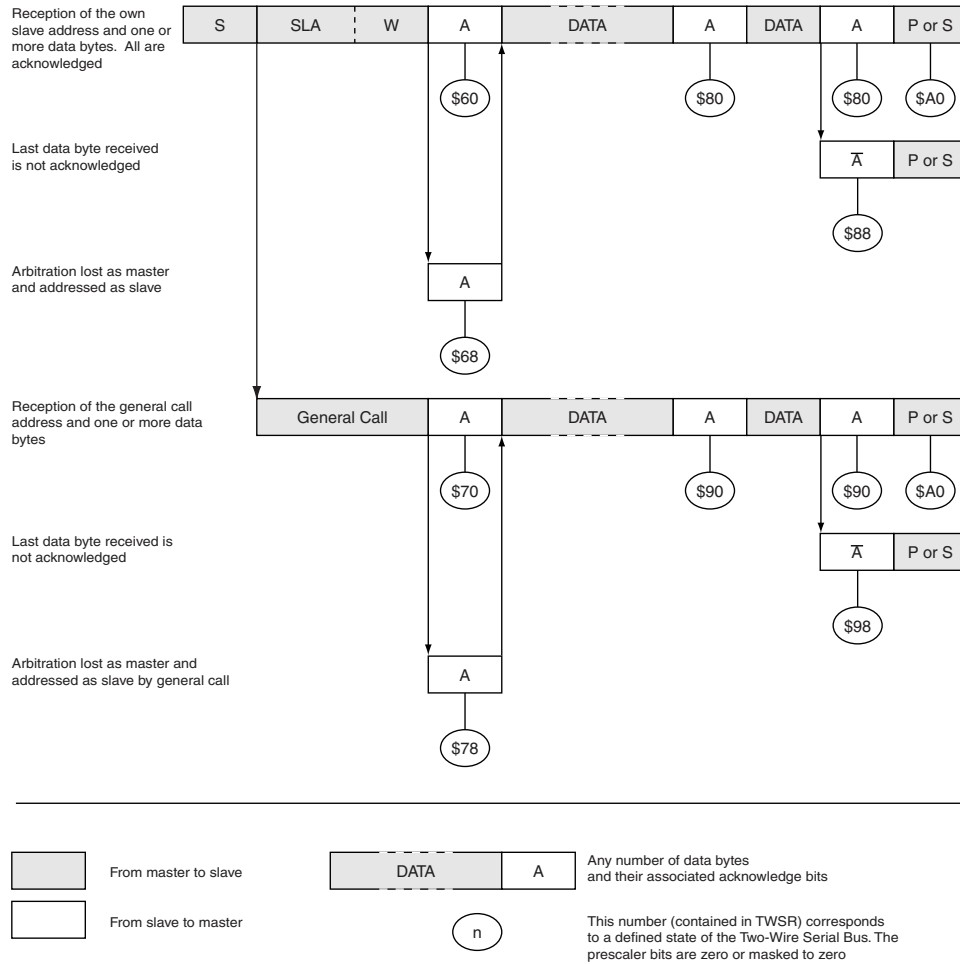 Reception of the own
slave address and one or
more data bytes.  All are
acknowledged
S SLA W A DATA A DATA A P or S
$60 $80 $80 $A0
Last data byte received
is not acknowledged
A̅ P or S
$88
Arbitration lost as master
and addressed as slave
A
$68
Reception of the general call
address and one or more data
bytes
General Call A DATA A DATA A P or S
$70 $90 $90 $A0
Last data byte received is
not acknowledged
A̅ P or S
$98
Arbitration lost as master and
addressed as slave by general call
A
$78
From master to slave
DATA A
Any number of data bytes
and their associated acknowledge bits
From slave to master
n
This number (contained in TWSR) corresponds
to a defined state of the Two-Wire Serial Bus. The
prescaler bits are zero or masked to zero